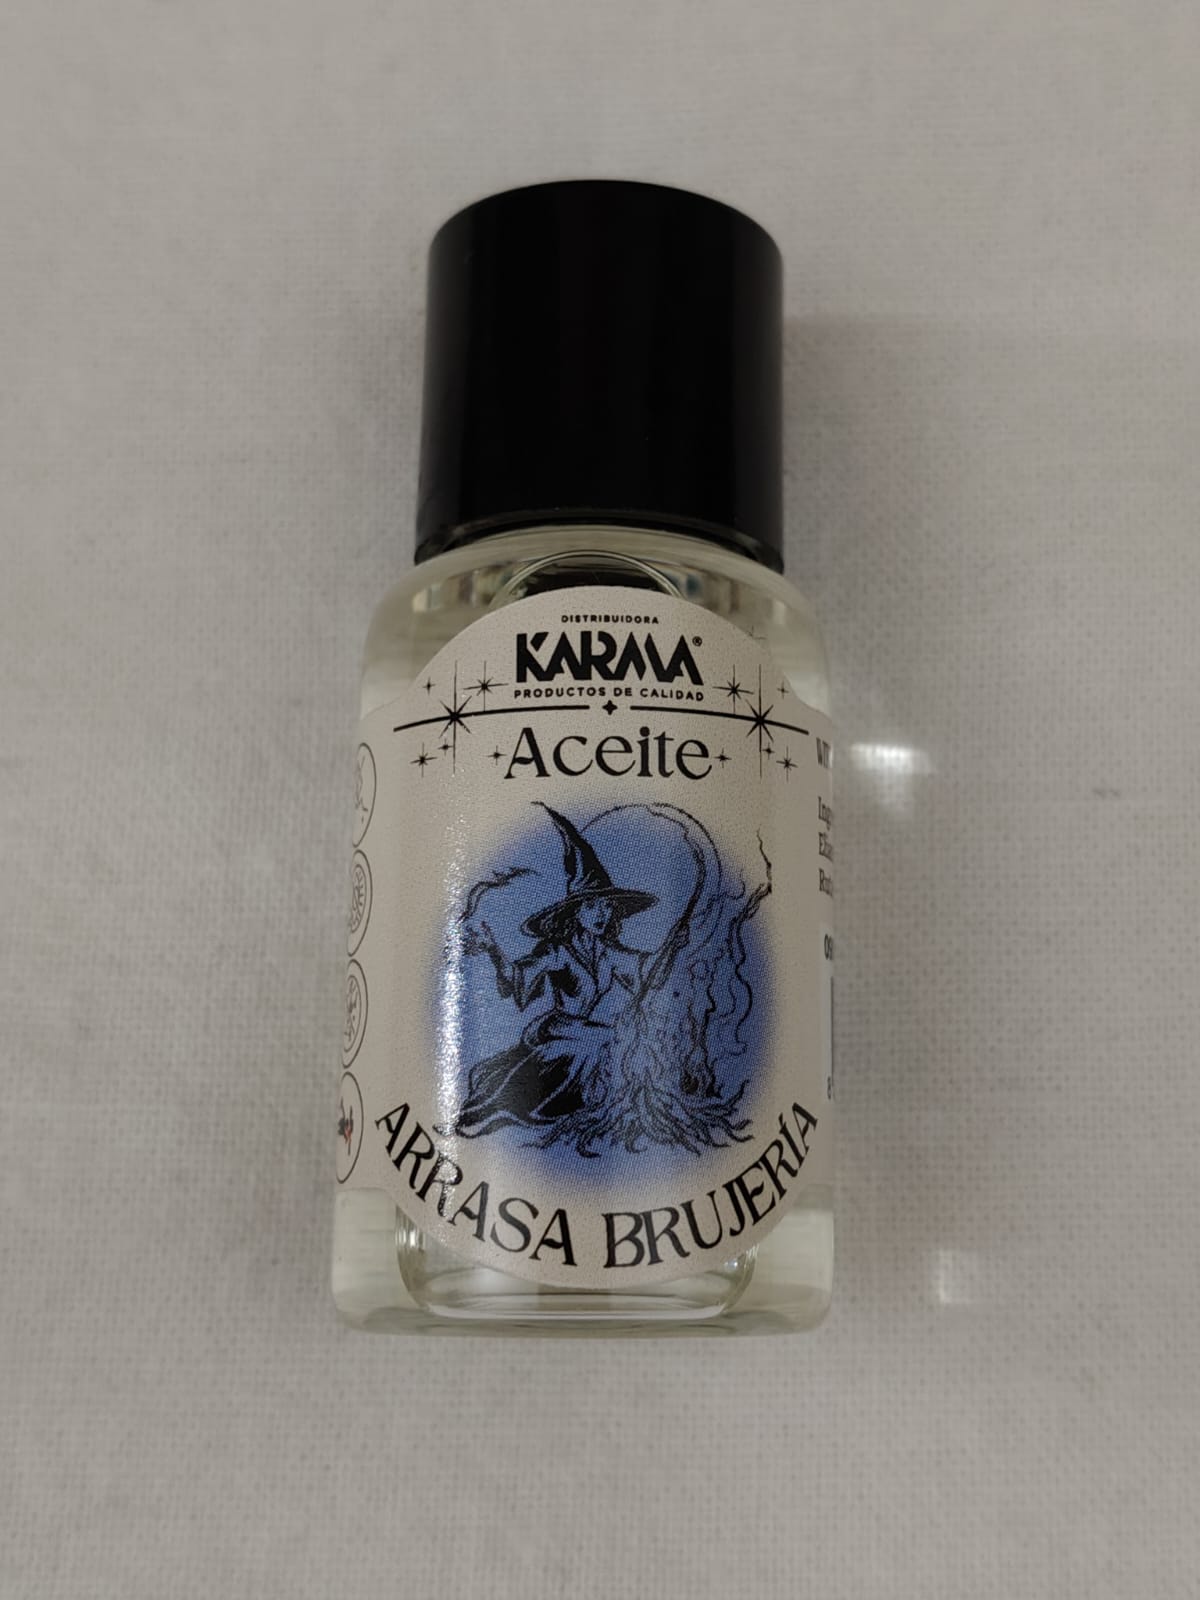 DISTRIBUIDORA
KARMA®
PRODUCTOS DE CALIDAD
Aceite
ARRASA BRUJERÍA